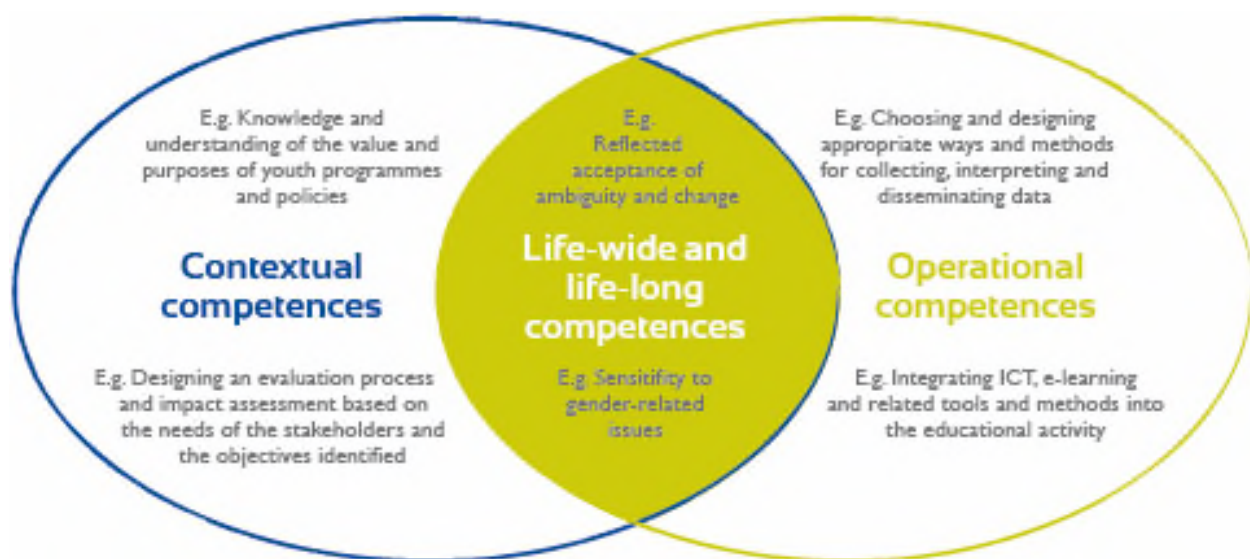 E.g. Knowledge and
understanding of the value and
purposes of youth programmes
and policies
Contextual
competences
E.g. Designing an evaluation process
and impact assessment based on
the needs of the stakeholders and
the objectives identified
E.g.
Reflected
acceptance of
ambiguity and change
Life-wide and
life-long
competences
E.g. Sensitifity to
gender-related
issues
E.g. Choosing and designing
appropriate ways and methods
for collecting, interpreting and
disseminating data
Operational
competences
E.g. Integrating ICT, e-learning
and related tools and methods into
the educational activity